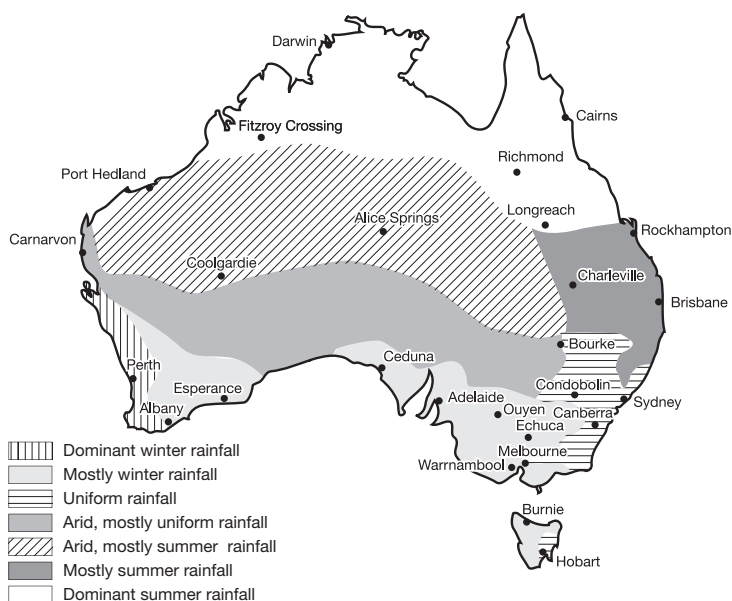 Darwin
Cairns
Fitzroy Crossing
Richmond
Port Hedland
Longreach
Alice Springs
Rockhampton
Carnarvon
Coolgardie
Charleville
Brisbane
Bourke
Ceduna
Perth
Condobolin
Esperance
Adelaide
Sydney
Albany
Ouyen
Canberra
Echuca
Melbourne
Warrnambool
Burnie
Hobart
Dominant winter rainfall
Mostly winter rainfall
Uniform rainfall
Arid, mostly uniform rainfall
Arid, mostly summer rainfall
Mostly summer rainfall
Dominant summer rainfall